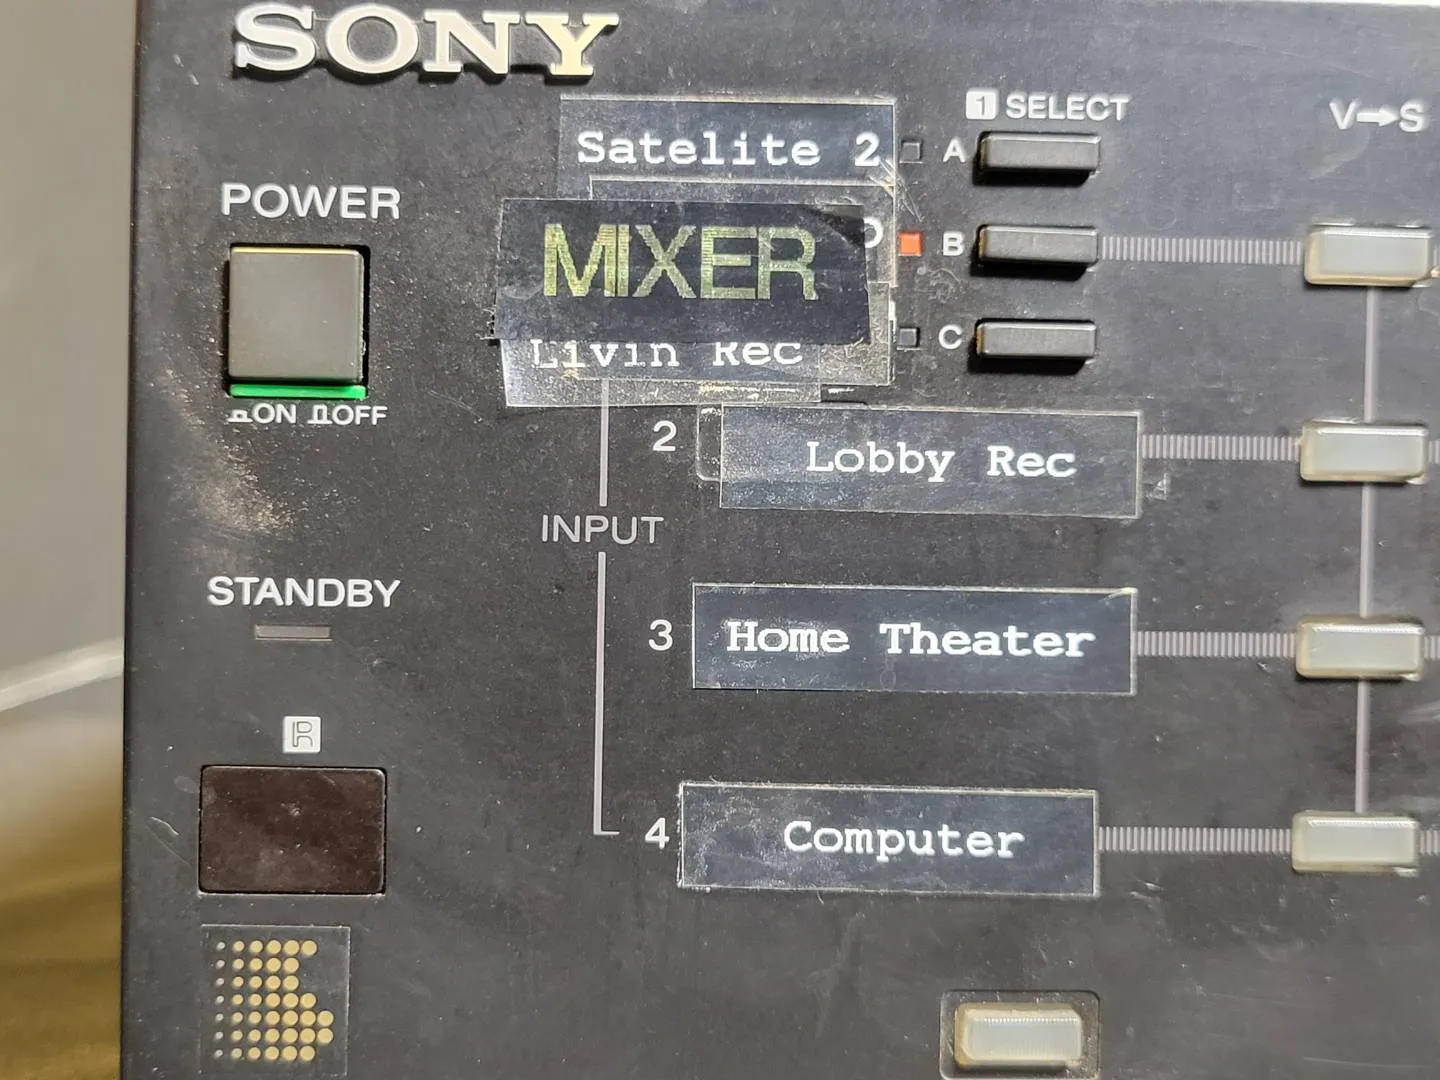 SONY
1 SELECT
V→S
Satelite 2
A
POWER
MIXER
B
Livin Rec
C
ON OFF
2
Lobby Rec
INPUT
STANDBY
3
Home Theater
R
4
Computer